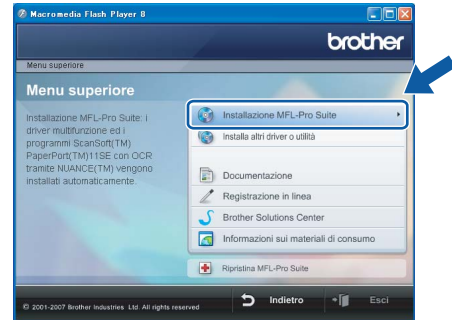 Macromedia Flash Player 8
brother
Menu superiore
Menu superiore
Installazione MFL-Pro Suite: i
driver multifunzione ed i
programmi ScanSoft(TM)
PaperPort(TM)11SE con OCR
tramite NUANCE(TM) vengono
installati automaticamente.
Installazione MFL-Pro Suite
Installa altri driver o utilità
Documentazione
Registrazione in linea
Brother Solutions Center
Informazioni sui materiali di consumo
Ripristina MFL-Pro Suite
© 2001-2007 Brother Industries Ltd. All rights reserved
Indietro
Esci